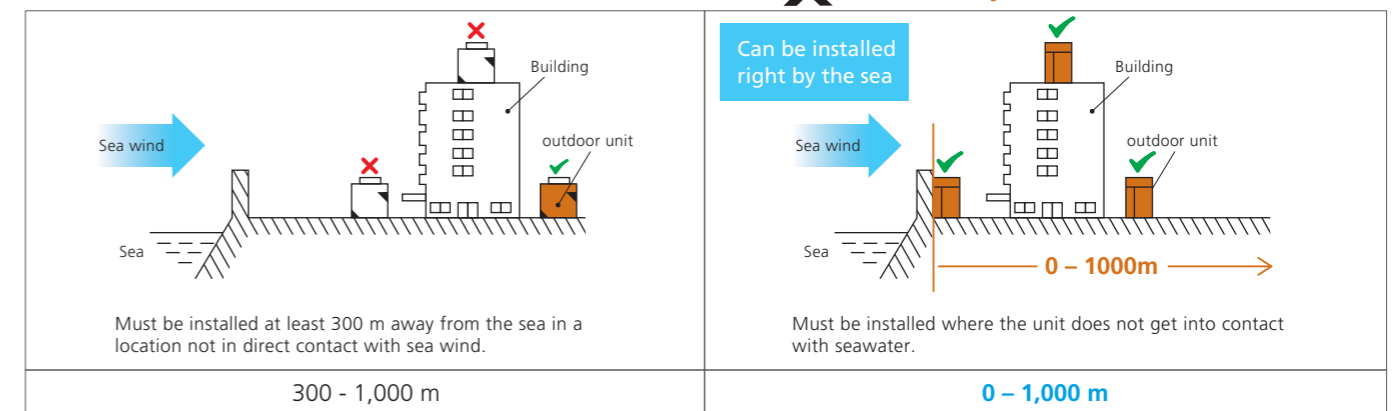 Building
Sea wind
outdoor unit
Sea
Must be installed at least 300 m away from the sea in a
location not in direct contact with sea wind.
300 - 1,000 m
Can be installed
right by the sea
Building
Sea wind
outdoor unit
Sea
0 – 1000m
Must be installed where the unit does not get into contact
with seawater.
0 – 1,000 m